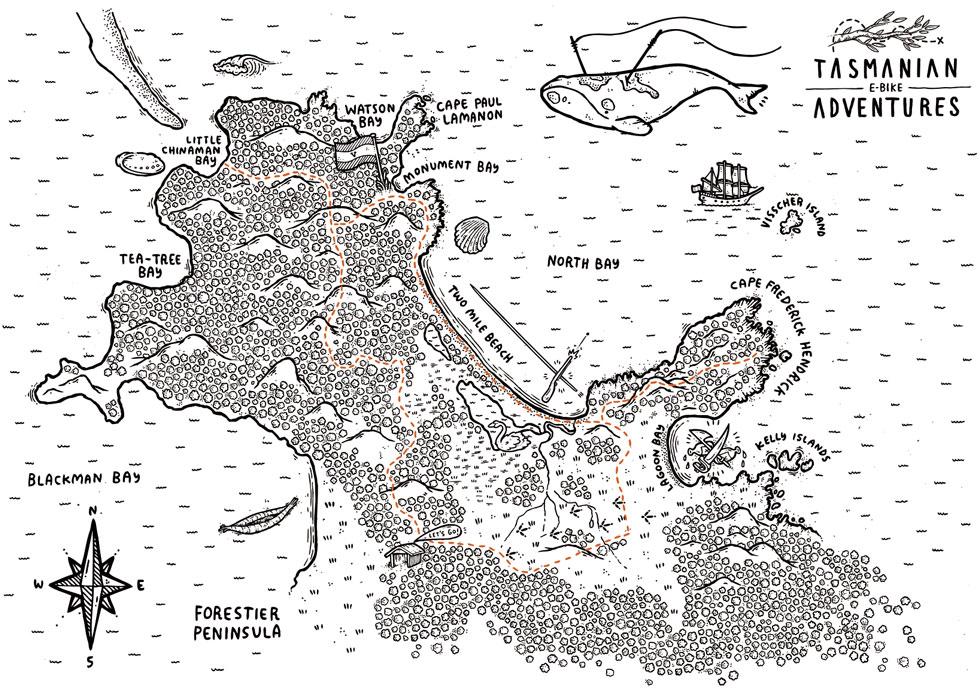 TASMANIAN
E-BIKE
ADVENTURES
WATSON
BAY
CAPE PAUL
LAMANON
LITTLE
CHINAMAN
BAY
MONUMENT BAY
VISSCHER ISLAND
TEA-TREE
BAY
NORTH BAY
TWO MILE BEACH
CAPE FREDERICK HENDRICK
LAGOON BAY
KELLY ISLANDS
BLACKMAN BAY
N
W
E
S
LET'S GO!
FORESTIER
PENINSULA